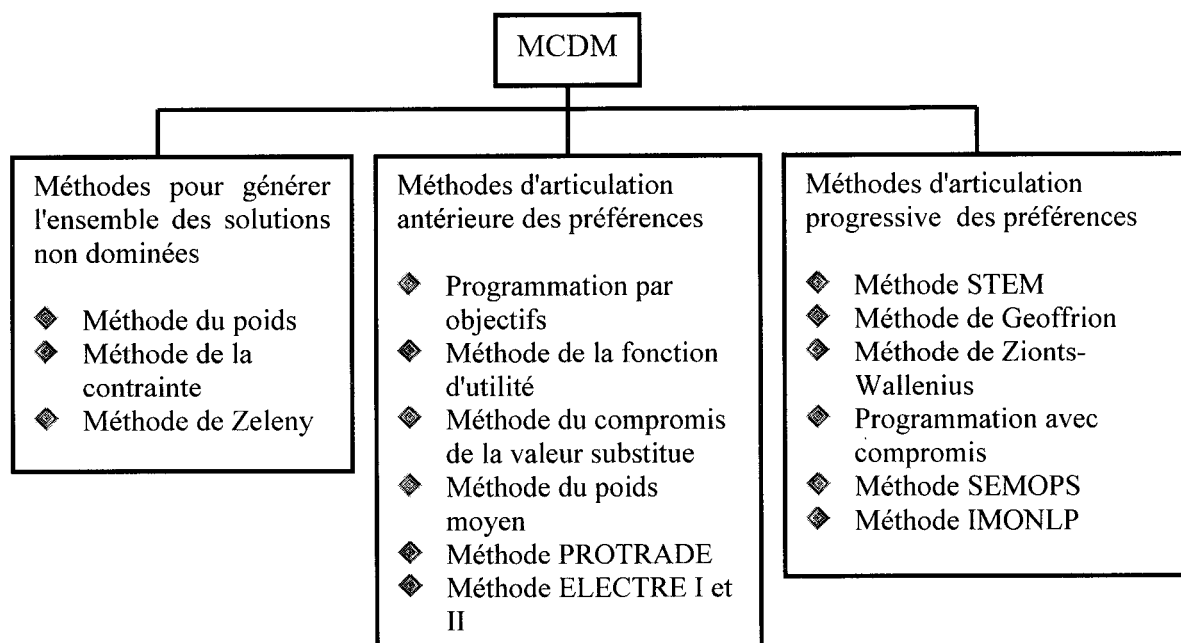 MCDM
Méthodes pour générer
l'ensemble des solutions
non dominées
Méthode du poids
Méthode de la
contrainte
Méthode de Zeleny
Méthodes d'articulation
antérieure des préférences
Programmation par
objectifs
Méthode de la fonction
d'utilité
Méthode du compromis
de la valeur substitue
Méthode du poids
moyen
Méthode PROTRADE
Méthode ELECTRE I et
II
Méthodes d'articulation
progressive des préférences
Méthode STEM
Méthode de Geoffrion
Méthode de Zionts-
Wallenius
Programmation avec
compromis
Méthode SEMOPS
Méthode IMONLP